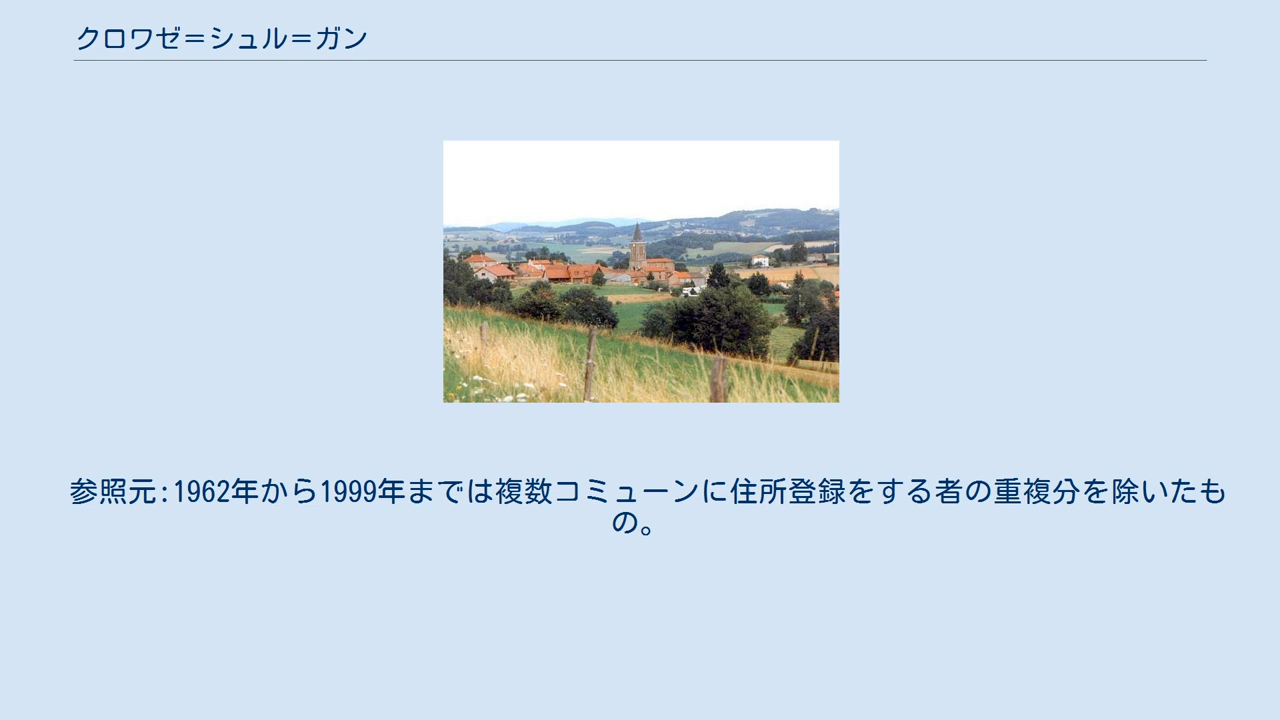 クロワゼ＝シュル＝ガン
参照元:1962年から1999年までは複数コミューンに住所登録をする者の重複分を除いたも
の。